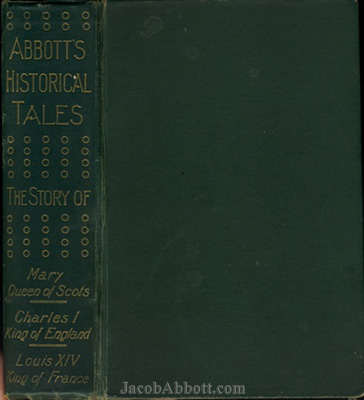 ABBOTT'S
HISTORICAL
TALES
THE STORY OF
Mary
Queen of Scots
Charles I
King of England
Louis XIV
King of France
JacobAbbott.com